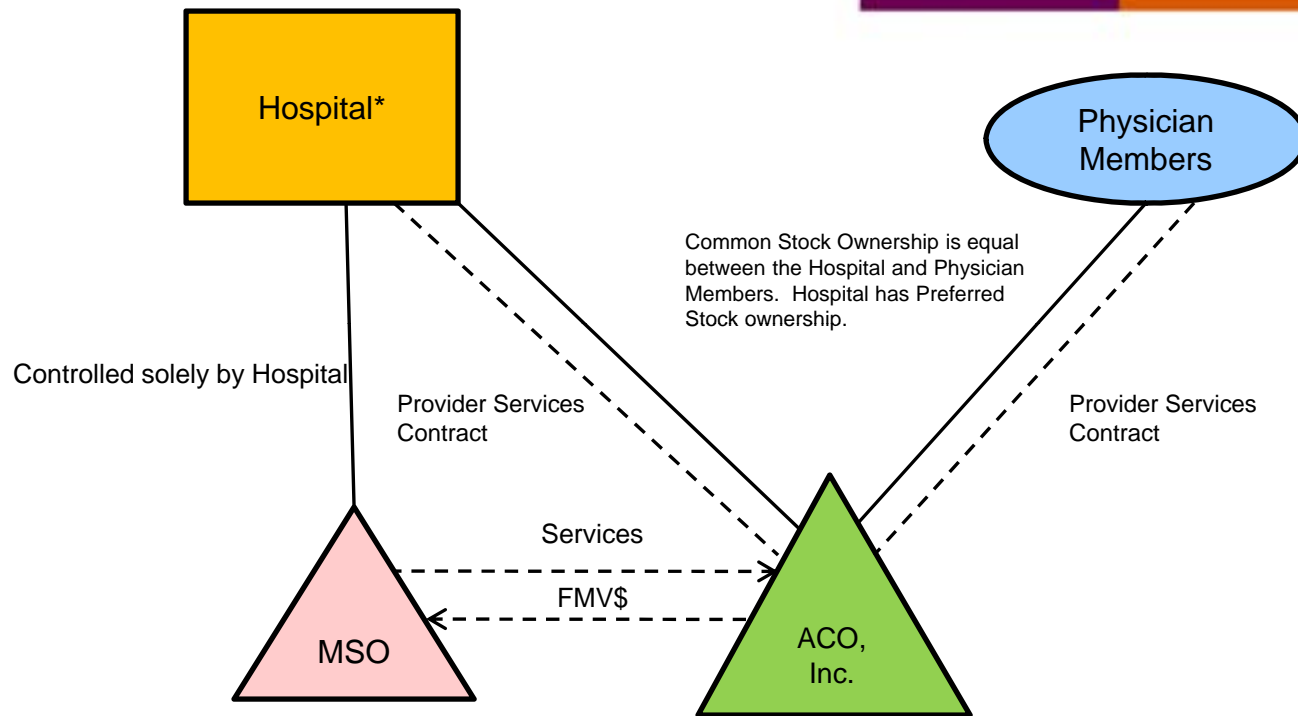 Hospital*
Physician
Members
Common Stock Ownership is equal
between the Hospital and Physician
Members.  Hospital has Preferred
Stock ownership.
Controlled solely by Hospital
Provider Services
Contract
Provider Services
Contract
Services
FMV$
MSO
ACO,
Inc.